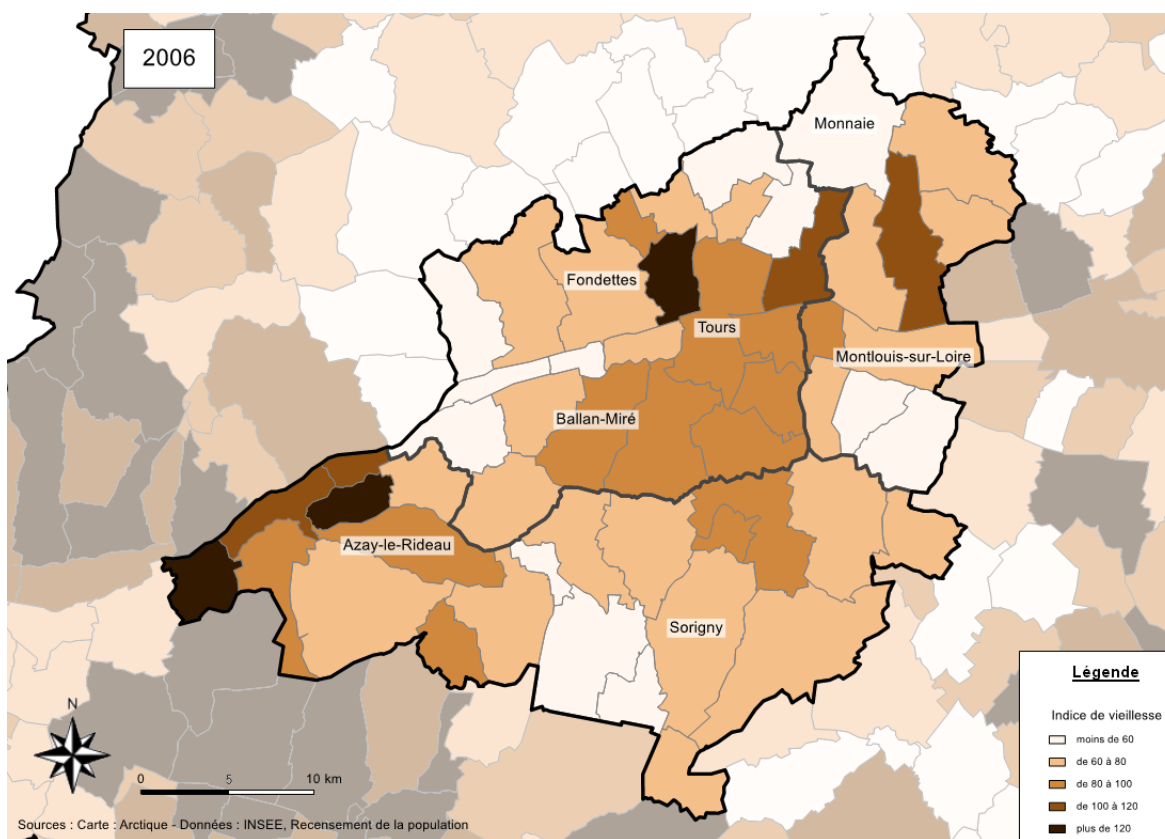 2006
Monnaie
Fondettes
Tours
Montlouis-sur-Loire
Ballan-Miré
Azay-le-Rideau
Sorigny
Légende
Indice de vieillesse
moins de 60
de 60 à 80
de 80 à 100
de 100 à 120
plus de 120
N
0 5 10 km
Sources : Carte : Arctique - Données : INSEE, Recensement de la population